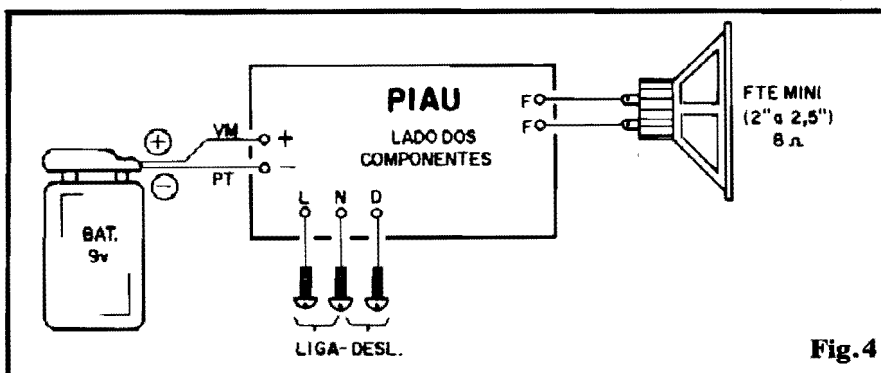 PIAU
LADO DOS
COMPONENTES
F
F
FTE MINI
(2" a 2,5")
8 Ω
VM
+
+
−
−
PT
BAT.
9v
L N D
LIGA-DESL.
Fig.4